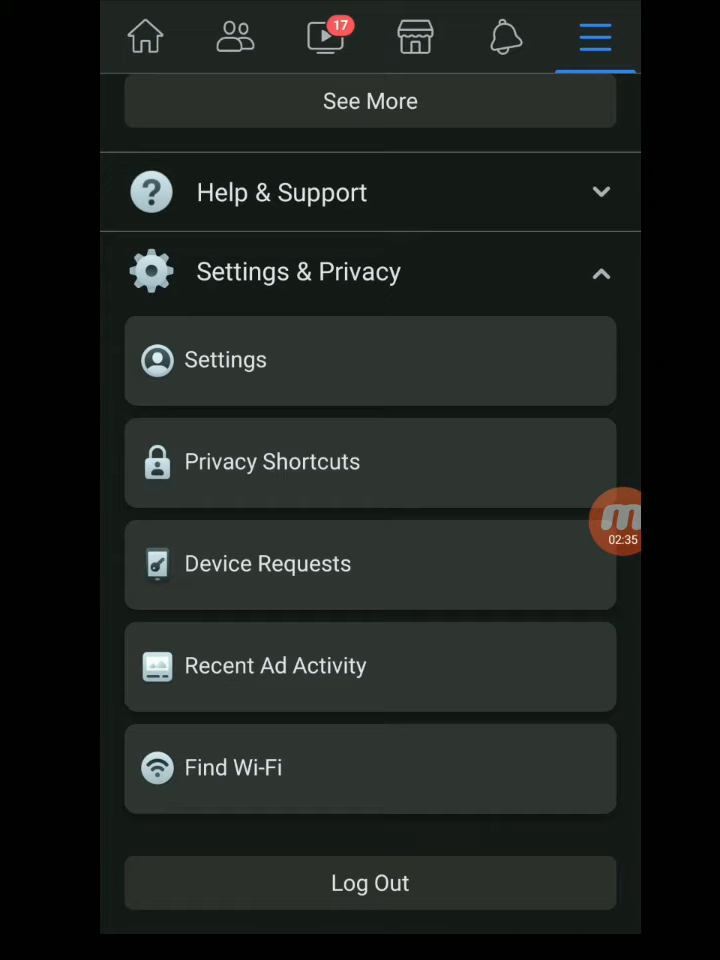 17
See More
Help & Support
Settings & Privacy
Settings
Privacy Shortcuts
02:35
Device Requests
Recent Ad Activity
Find Wi-Fi
Log Out